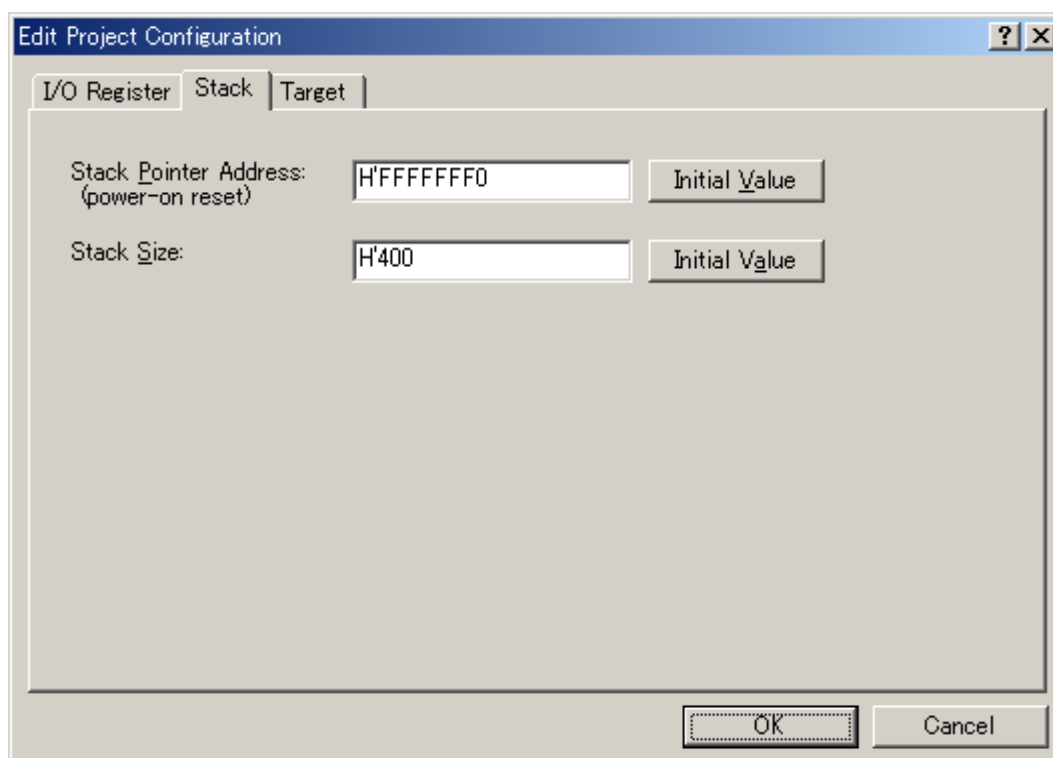 Edit Project Configuration
I/O Register Stack Target
Stack Pointer Address: H'FFFFFFF0 Initial Value
(power-on reset)
Stack Size: H'400 Initial Value
OK Cancel